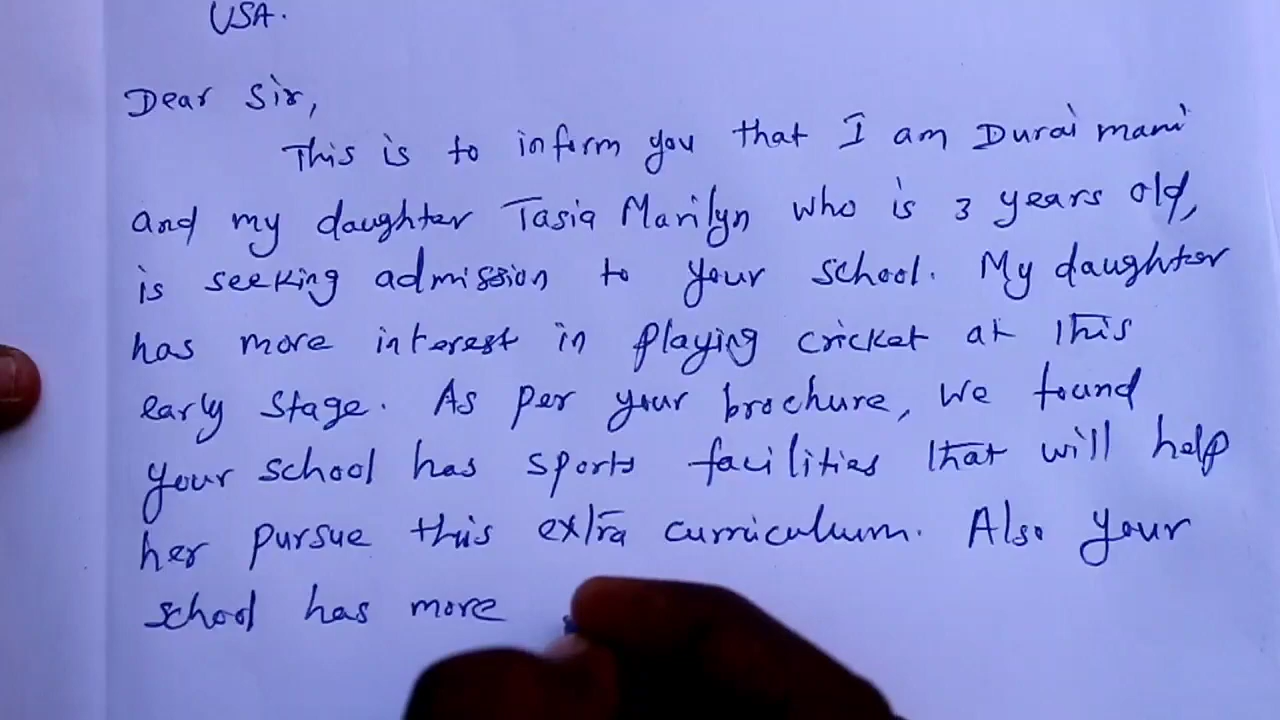 USA.
Dear Sir,
This is to inform you that I am Durai mani
and my daughter Tasia Marilyn who is 3 years old,
is seeking admission to your school. My daughter
has more interest in playing cricket at this
early stage. As per your brochure, we found
your school has sports facilities that will help
her pursue this extra curriculum. Also your
school has more